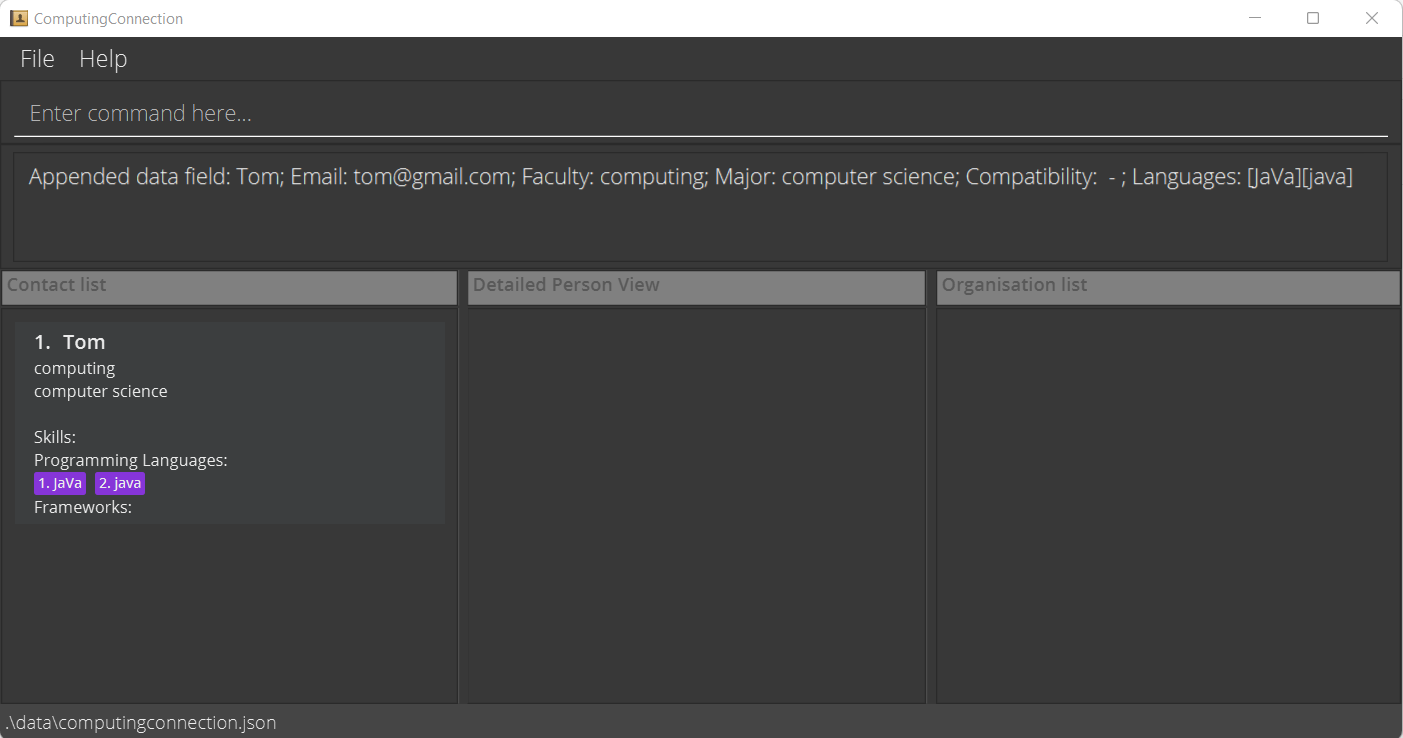 ComputingConnection
File Help
Enter command here...
Appended data field: Tom; Email: tom@gmail.com; Faculty: computing; Major: computer science; Compatibility:  - ; Languages: [JaVa][java]
Contact list
1. Tom
computing
computer science
Skills:
Programming Languages:
1. JaVa 2. java
Frameworks:
Detailed Person View
Organisation list
.\data\computingconnection.json